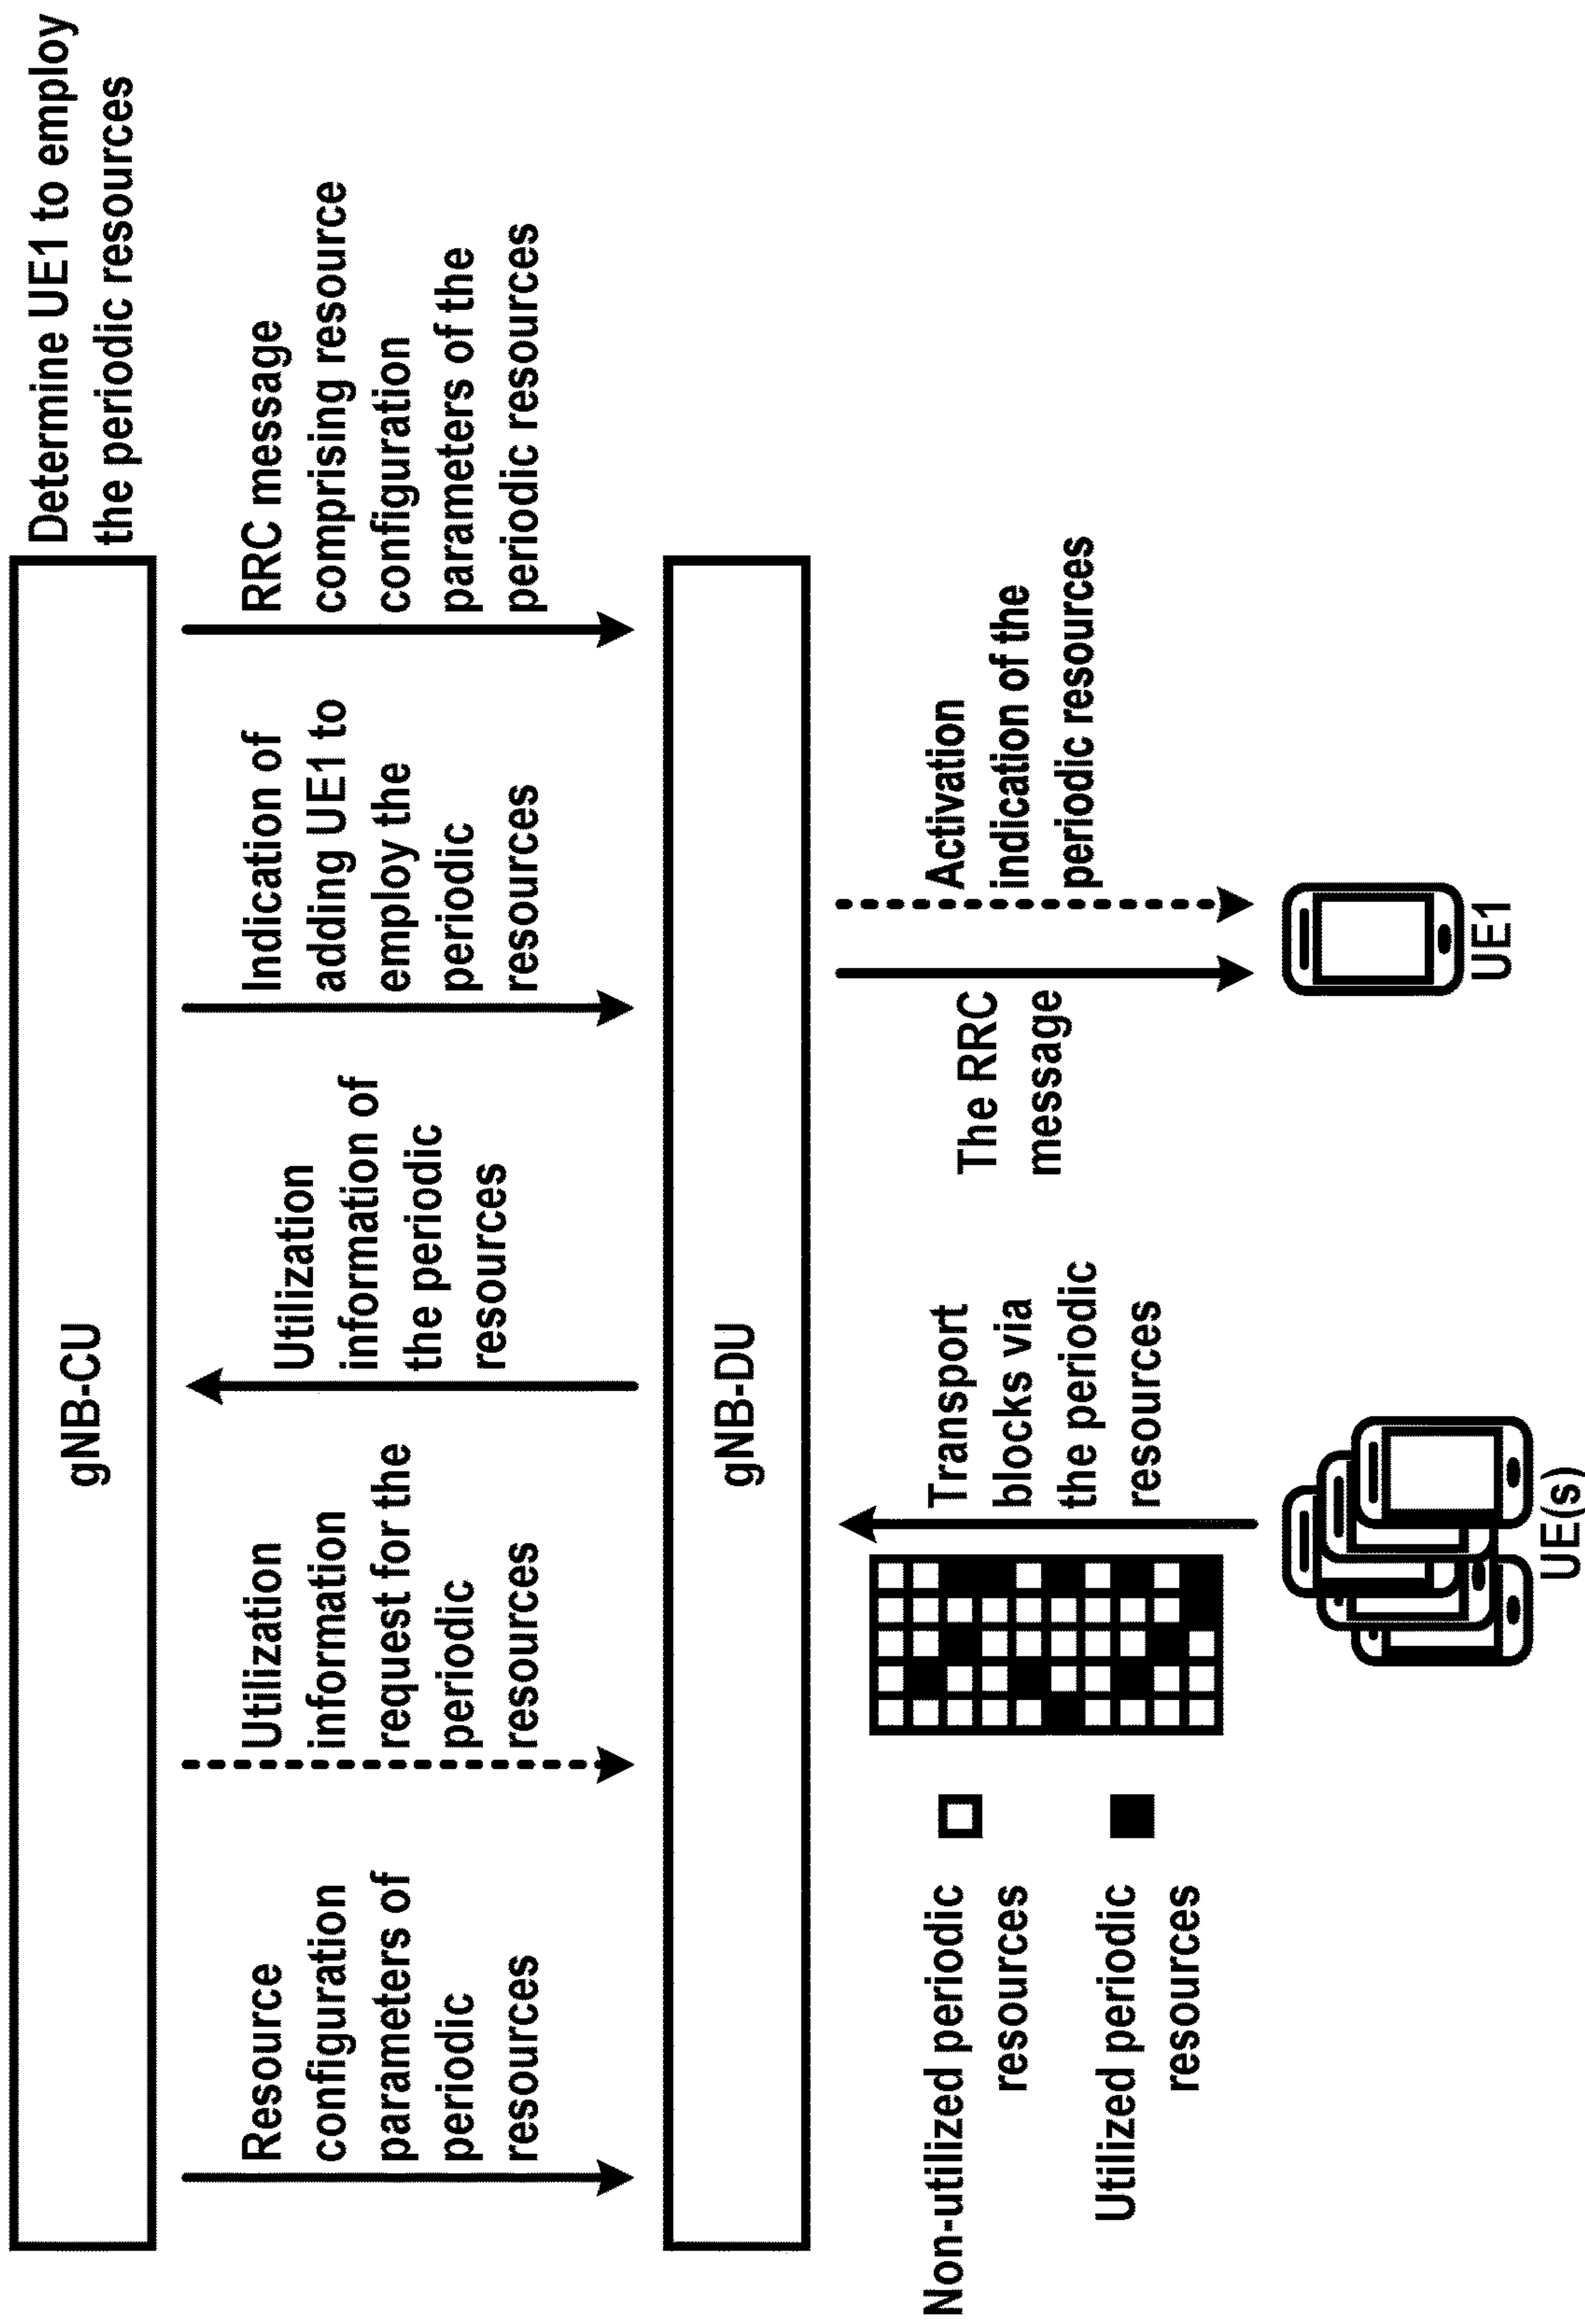 gNB-CU
Determine UE1 to employ
the periodic resources
Resource
configuration
parameters of
periodic
resources
Utilization
information
request for the
periodic
resources
Utilization
information of
the periodic
resources
Indication of
adding UE1 to
employ the
periodic
resources
RRC message
comprising resource
configuration
parameters of the
periodic resources
gNB-DU
Non-utilized periodic
resources
Utilized periodic
resources
Transport
blocks via
the periodic
resources
The RRC
message
Activation
indication of the
periodic resources
UE(s)
UE1